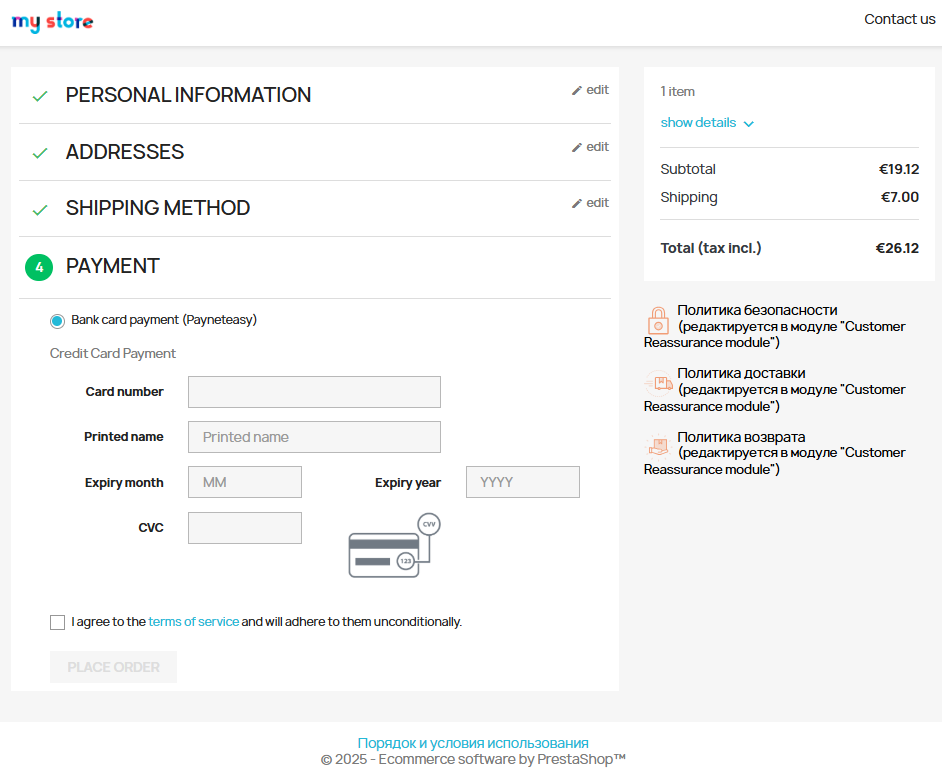 my store
Contact us
PERSONAL INFORMATION
edit
ADDRESSES
edit
SHIPPING METHOD
edit
4 PAYMENT
Bank card payment (Payneteasy)
Credit Card Payment
Card number
Printed name Printed name
Expiry month MM Expiry year YYYY
CVC
CVV
123
I agree to the terms of service and will adhere to them unconditionally.
PLACE ORDER
1 item
show details
Subtotal €19.12
Shipping €7.00
Total (tax incl.) €26.12
Политика безопасности
(редактируется в модуле "Customer
Reassurance module")
Политика доставки
(редактируется в модуле "Customer
Reassurance module")
Политика возврата
(редактируется в модуле "Customer
Reassurance module")
Порядок и условия использования
© 2025 - Ecommerce software by PrestaShop™